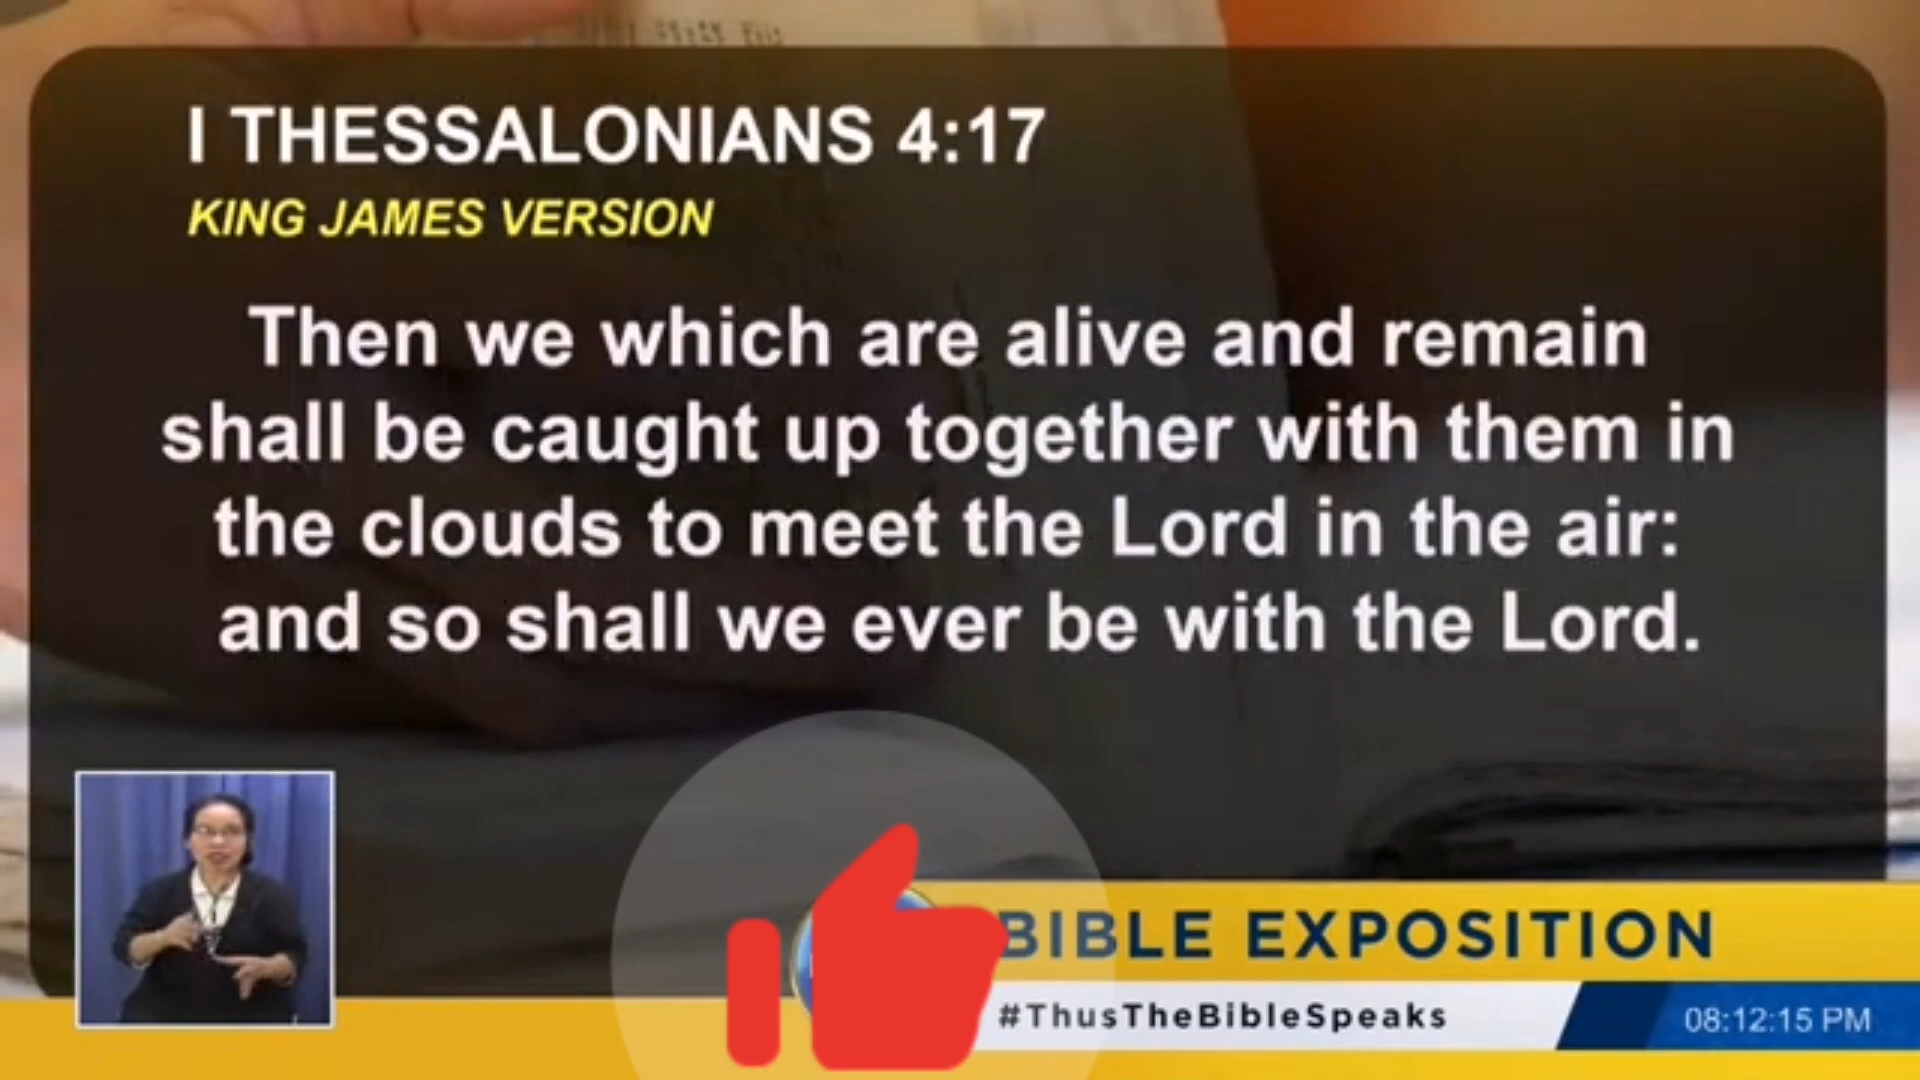 I THESSALONIANS 4:17
KING JAMES VERSION
Then we which are alive and remain
shall be caught up together with them in
the clouds to meet the Lord in the air:
and so shall we ever be with the Lord.
BIBLE EXPOSITION
#ThusTheBibleSpeaks
08:12:15 PM